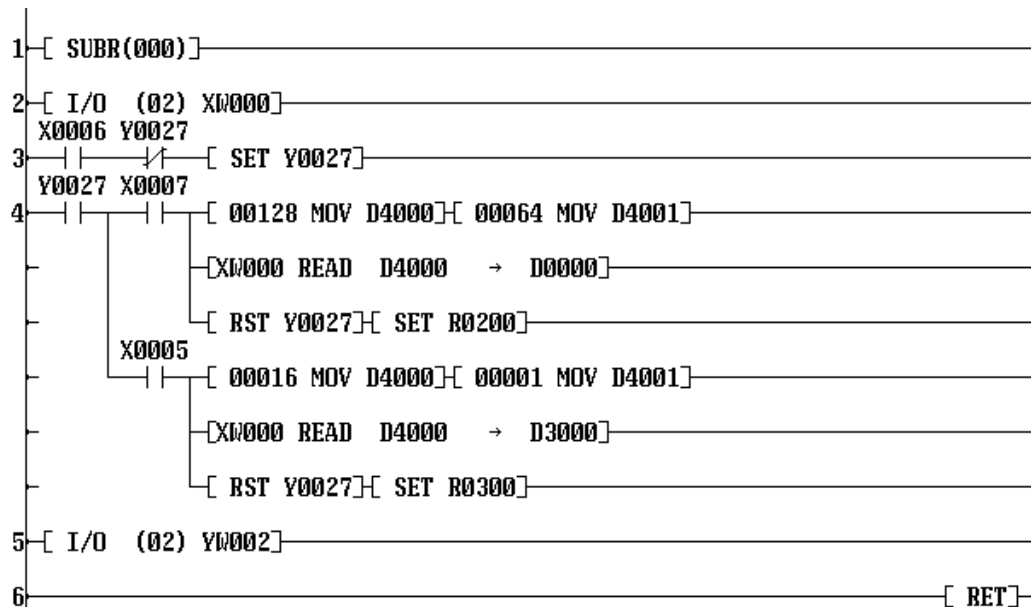 1 [ SUBR(000)]
2 [ I/O (02) XW000]
X0006 Y0027
3 [ SET Y0027]
Y0027 X0007
4 [ 00128 MOV D4000] [ 00064 MOV D4001]
[XW000 READ D4000 → D0000]
[ RST Y0027] [ SET R0200]
X0005
[ 00016 MOV D4000] [ 00001 MOV D4001]
[XW000 READ D4000 → D3000]
[ RST Y0027] [ SET R0300]
5 [ I/O (02) YW002]
6 [ RET]